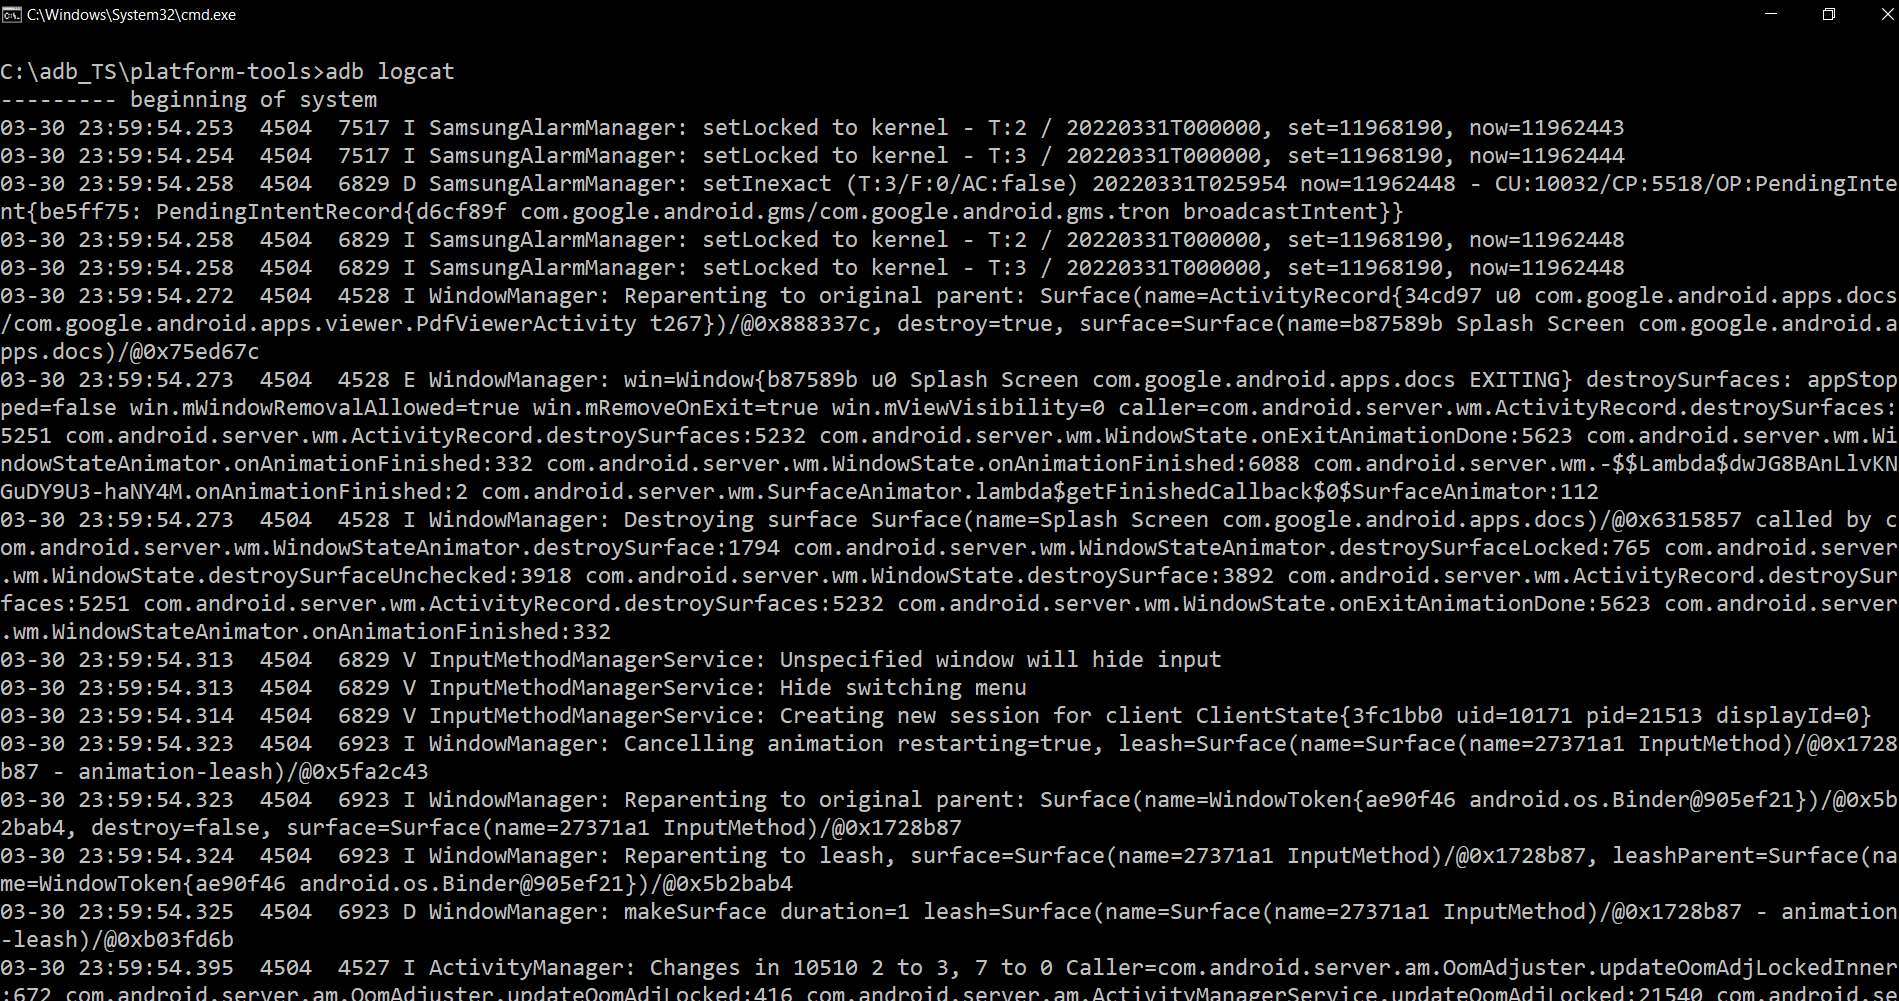 C:\Windows\System32\cmd.exe
C:\adb_TS\platform-tools>adb logcat
--------- beginning of system
03-30 23:59:54.253  4504  7517 I SamsungAlarmManager: setLocked to kernel - T:2 / 20220331T000000, set=11968190, now=11962443
03-30 23:59:54.254  4504  7517 I SamsungAlarmManager: setLocked to kernel - T:3 / 20220331T000000, set=11968190, now=11962444
03-30 23:59:54.258  4504  6829 D SamsungAlarmManager: setInexact (T:3/F:0/AC:false) 20220331T025954 now=11962448 - CU:10032/CP:5518/OP:PendingInte
nt{be5ff75: PendingIntentRecord{d6cf89f com.google.android.gms/com.google.android.gms.tron broadcastIntent}}
03-30 23:59:54.258  4504  6829 I SamsungAlarmManager: setLocked to kernel - T:2 / 20220331T000000, set=11968190, now=11962448
03-30 23:59:54.258  4504  6829 I SamsungAlarmManager: setLocked to kernel - T:3 / 20220331T000000, set=11968190, now=11962448
03-30 23:59:54.272  4504  4528 I WindowManager: Reparenting to original parent: Surface(name=ActivityRecord{34cd97 u0 com.google.android.apps.docs
/com.google.android.apps.viewer.PdfViewerActivity t267})/@0x888337c, destroy=true, surface=Surface(name=b87589b Splash Screen com.google.android.a
pps.docs)/@0x75ed67c
03-30 23:59:54.273  4504  4528 E WindowManager: win=Window{b87589b u0 Splash Screen com.google.android.apps.docs EXITING} destroySurfaces: appStop
ped=false win.mWindowRemovalAllowed=true win.mRemoveOnExit=true win.mViewVisibility=0 caller=com.android.server.wm.ActivityRecord.destroySurfaces:
5251 com.android.server.wm.ActivityRecord.destroySurfaces:5232 com.android.server.wm.WindowState.onExitAnimationDone:5623 com.android.server.wm.Wi
ndowStateAnimator.onAnimationFinished:332 com.android.server.wm.WindowState.onAnimationFinished:6088 com.android.server.wm.-$$Lambda$dwJG8BAnLlvKN
GuDY9U3-haNY4M.onAnimationFinished:2 com.android.server.wm.SurfaceAnimator.lambda$getFinishedCallback$0$SurfaceAnimator:112
03-30 23:59:54.273  4504  4528 I WindowManager: Destroying surface Surface(name=Splash Screen com.google.android.apps.docs)/@0x6315857 called by c
om.android.server.wm.WindowStateAnimator.destroySurface:1794 com.android.server.wm.WindowStateAnimator.destroySurfaceLocked:765 com.android.server
.wm.WindowState.destroySurfaceUnchecked:3918 com.android.server.wm.WindowState.destroySurface:3892 com.android.server.wm.ActivityRecord.destroySur
faces:5251 com.android.server.wm.ActivityRecord.destroySurfaces:5232 com.android.server.wm.WindowState.onExitAnimationDone:5623 com.android.server
.wm.WindowStateAnimator.onAnimationFinished:332
03-30 23:59:54.313  4504  6829 V InputMethodManagerService: Unspecified window will hide input
03-30 23:59:54.313  4504  6829 V InputMethodManagerService: Hide switching menu
03-30 23:59:54.314  4504  6829 V InputMethodManagerService: Creating new session for client ClientState{3fc1bb0 uid=10171 pid=21513 displayId=0}
03-30 23:59:54.323  4504  6923 I WindowManager: Cancelling animation restarting=true, leash=Surface(name=Surface(name=27371a1 InputMethod)/@0x1728
b87 - animation-leash)/@0x5fa2c43
03-30 23:59:54.323  4504  6923 I WindowManager: Reparenting to original parent: Surface(name=WindowToken{ae90f46 android.os.Binder@905ef21})/@0x5b
2bab4, destroy=false, surface=Surface(name=27371a1 InputMethod)/@0x1728b87
03-30 23:59:54.324  4504  6923 I WindowManager: Reparenting to leash, surface=Surface(name=27371a1 InputMethod)/@0x1728b87, leashParent=Surface(na
me=WindowToken{ae90f46 android.os.Binder@905ef21})/@0x5b2bab4
03-30 23:59:54.325  4504  6923 D WindowManager: makeSurface duration=1 leash=Surface(name=Surface(name=27371a1 InputMethod)/@0x1728b87 - animation
-leash)/@0xb03fd6b
03-30 23:59:54.395  4504  4527 I ActivityManager: Changes in 10510 2 to 3, 7 to 0 Caller=com.android.server.am.OomAdjuster.updateOomAdjLockedInner
:672 com.android.server.am.OomAdjuster.updateOomAdjLocked:416 com.android.server.am.ActivityManagerService.updateOomAdjLocked:21540 com.android.se